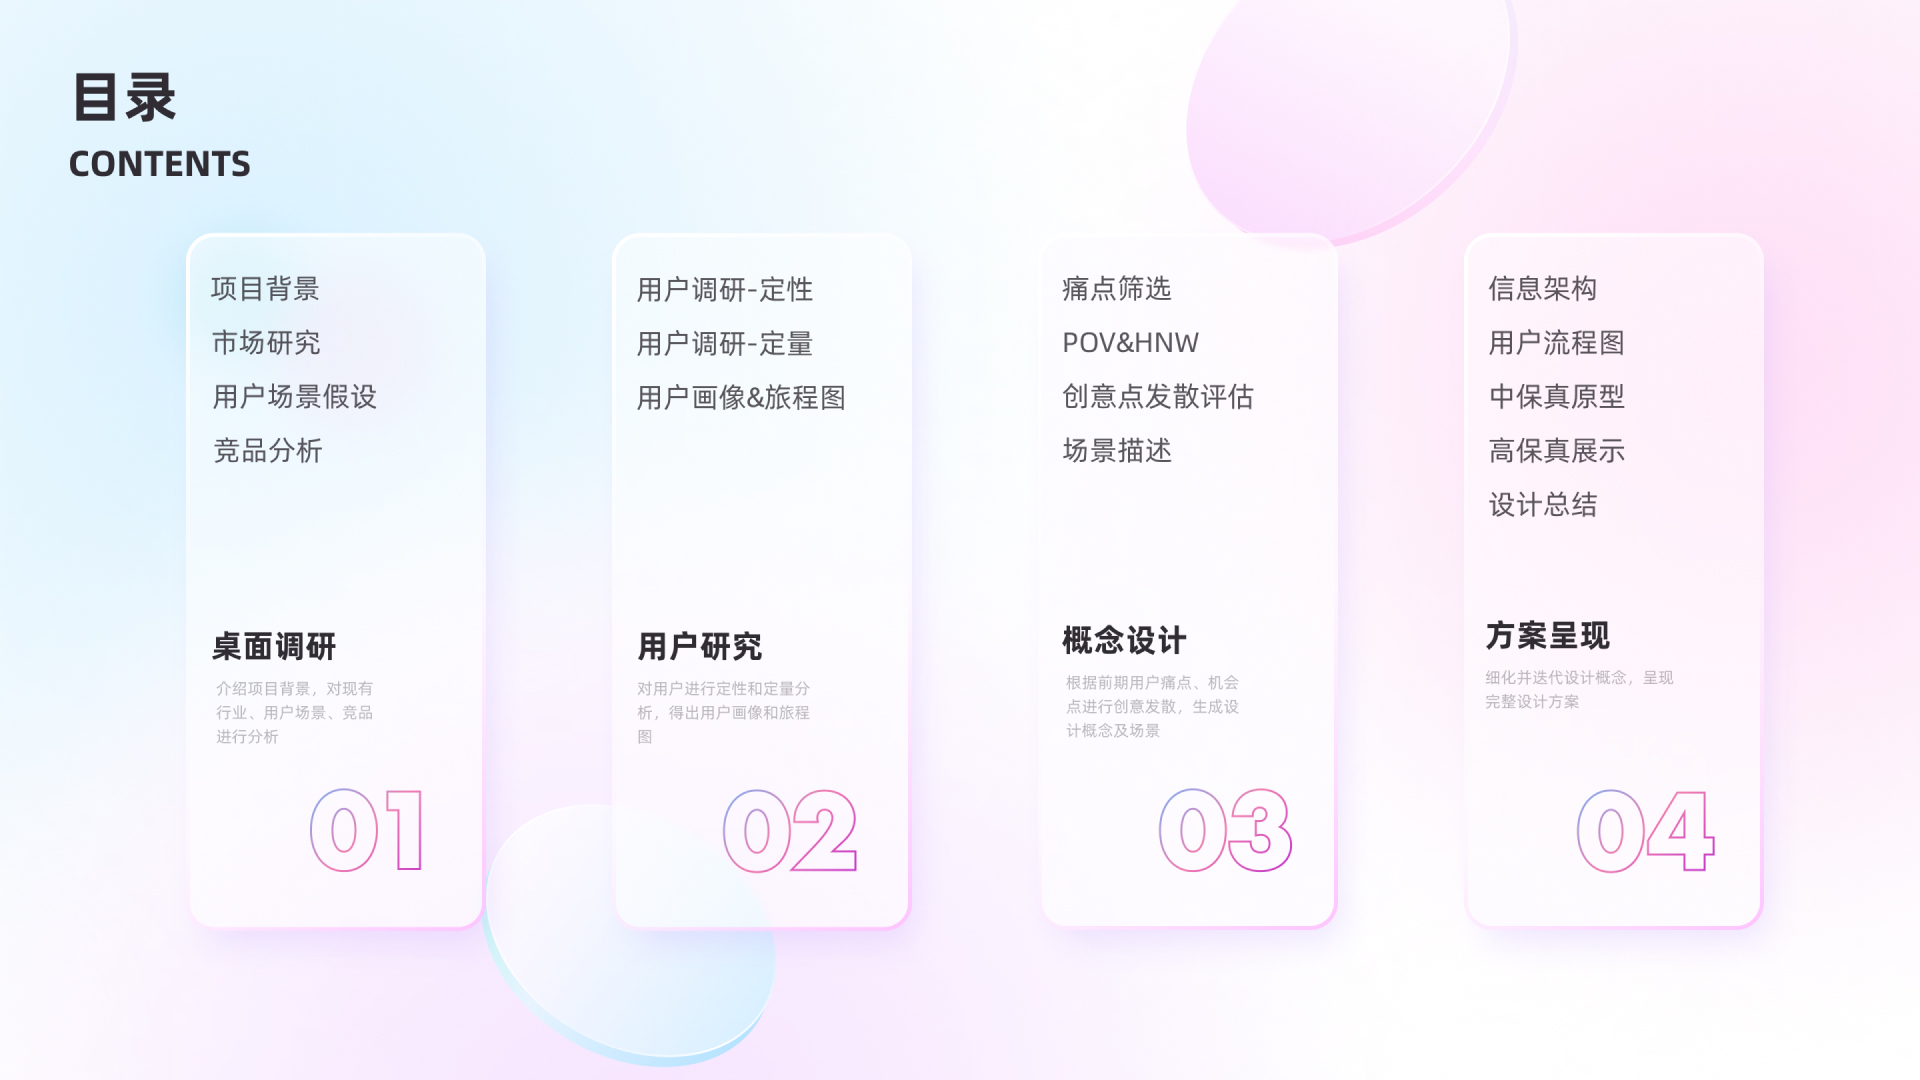 目录
CONTENTS
项目背景
市场研究
用户场景假设
竞品分析
桌面调研
介绍项目背景，对现有
行业、用户场景、竞品
进行分析
01
用户调研-定性
用户调研-定量
用户画像&旅程图
用户研究
对用户进行定性和定量分
析，得出用户画像和旅程
图
02
痛点筛选
POV&HNW
创意点发散评估
场景描述
概念设计
根据前期用户痛点、机会
点进行创意发散，生成设
计概念及场景
03
信息架构
用户流程图
中保真原型
高保真展示
设计总结
方案呈现
细化并迭代设计概念，呈现
完整设计方案
04